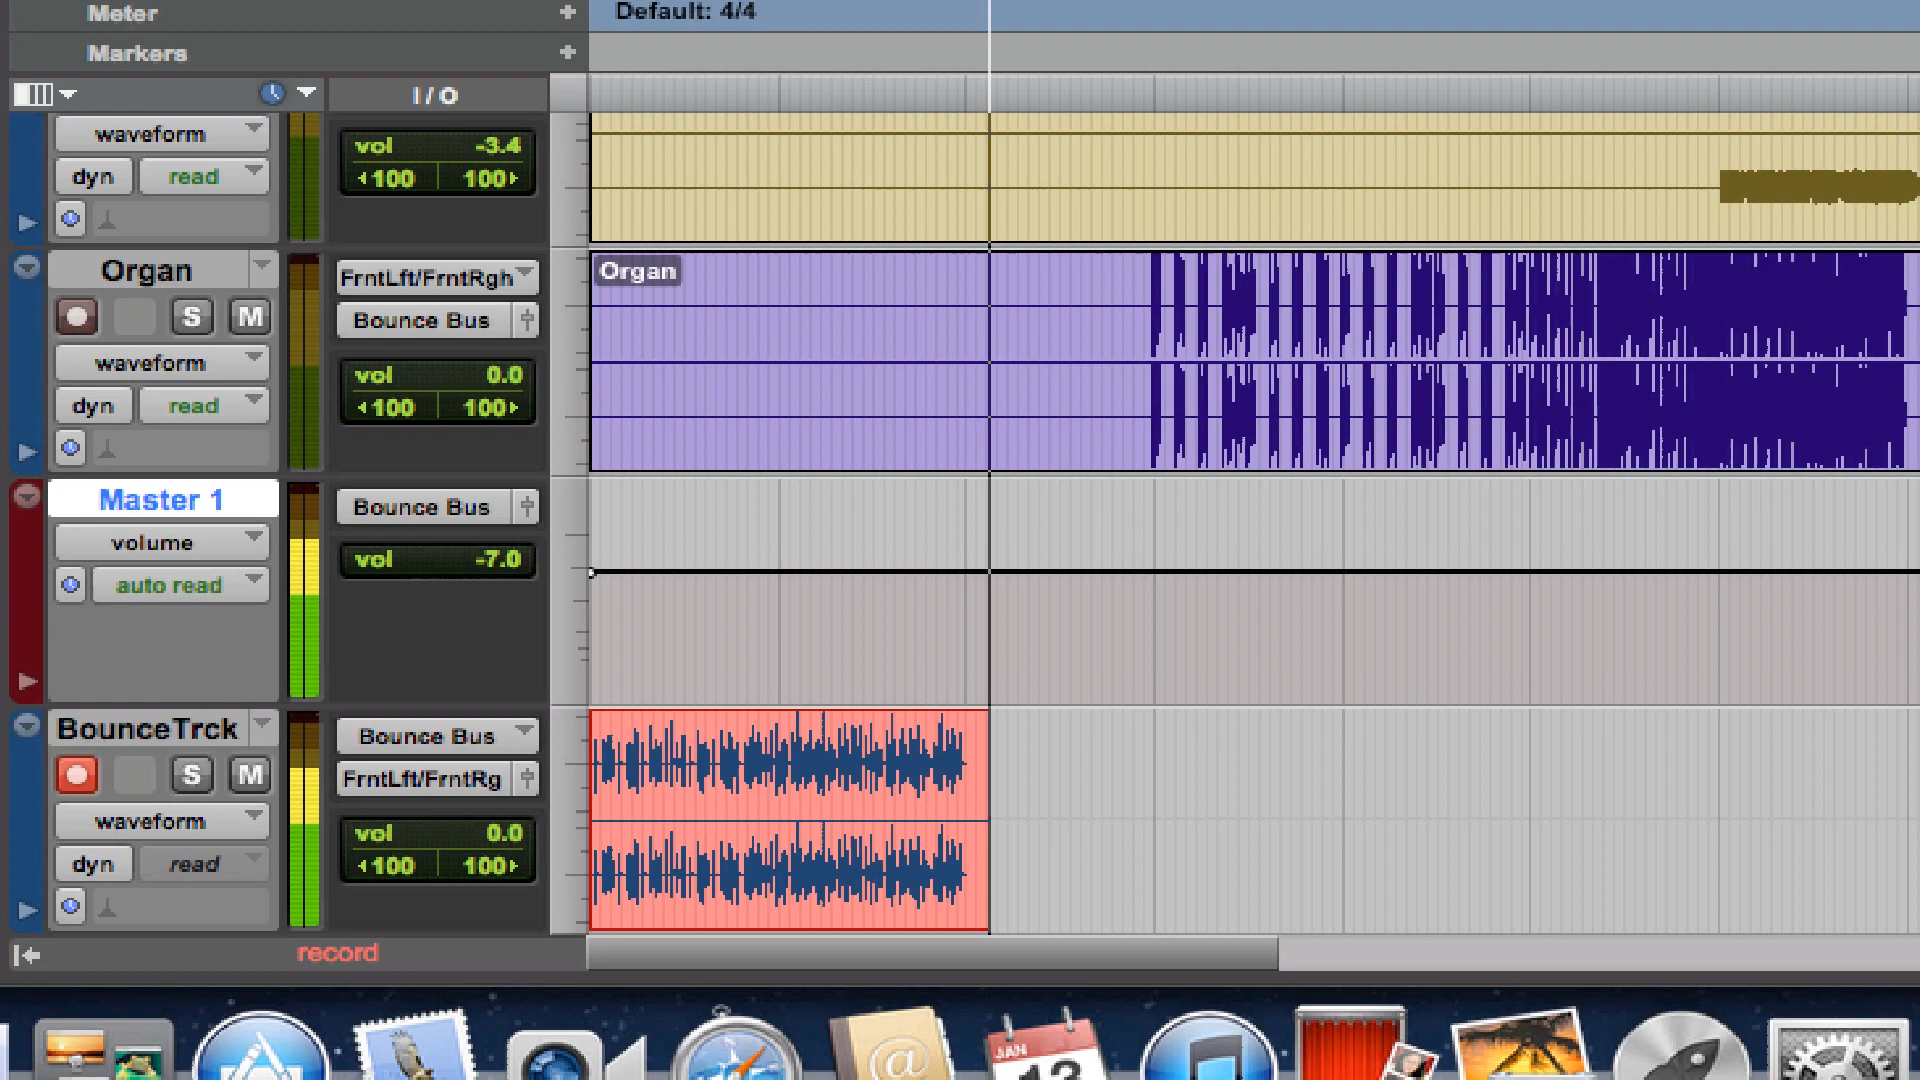 Meter
Default: 4/4
Markers
I / O
waveform
vol -3.4
100 100
dyn read
Organ
FrntLft/FrntRgh
Organ
S M
Bounce Bus
waveform
vol 0.0
100 100
dyn read
Master 1
Bounce Bus
volume
vol -7.0
auto read
BounceTrck
Bounce Bus
S M
FrntLft/FrntRg
waveform
vol 0.0
100 100
dyn read
record
@
JAN
13